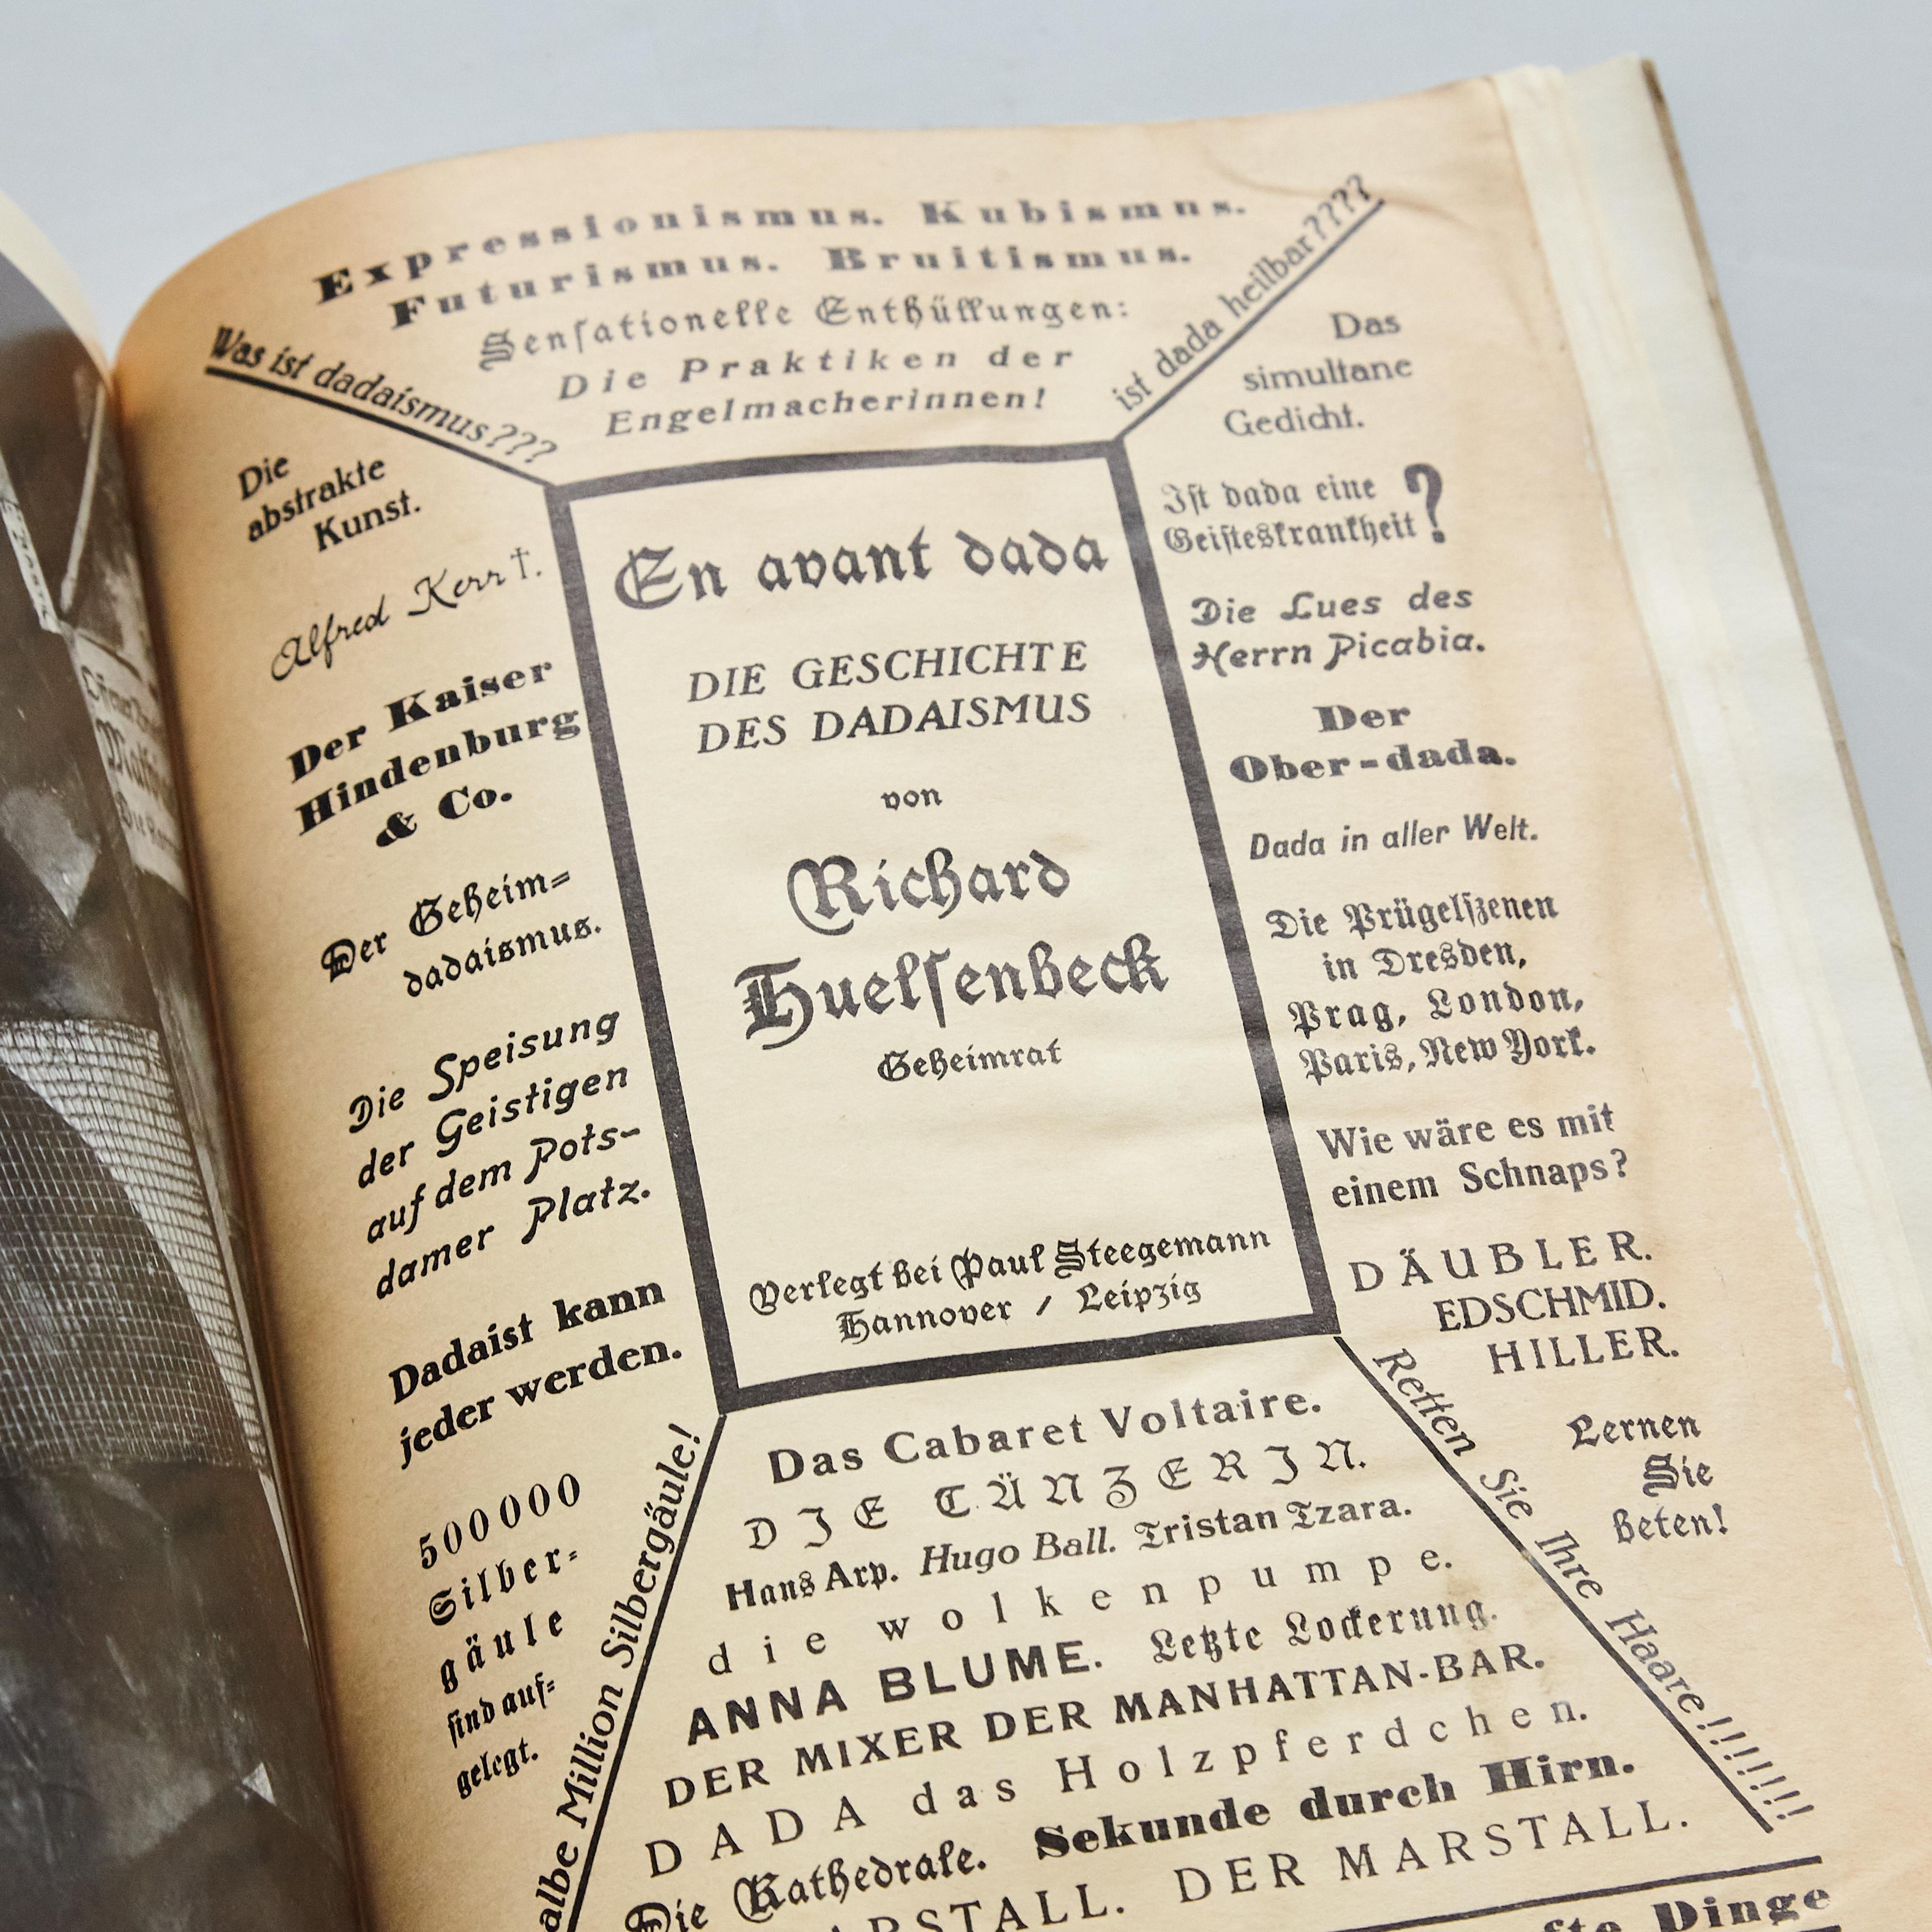 Expressionismus. Kubismus.
Futurismus. Bruitismus.
Sensationelle Enthüllungen:
Die Praktiken der
Engelmacherinnen!
Was ist dadaismus???
ist dada heilbar????
Die
abstrakte
Kunst.
Alfred Kerr †.
Der Kaiser
Hindenburg
& Co.
Der Geheim=
dadaismus.
Die Speisung
der Geistigen
auf dem Pots-
damer Platz.
Dadaist kann
jeder werden.
500000
Silber=
gäule
sind auf=
gelegt.
En avant dada
DIE GESCHICHTE
DES DADAISMUS
von
Richard
Huelsenbeck
Geheimrat
Verlegt bei Paul Steegemann
Hannover / Leipzig
Das
simultane
Gedicht.
Ist dada eine
Geisteskrankheit?
Die Lues des
Herrn Picabia.
Der
Ober-dada.
Dada in aller Welt.
Die Prügelszenen
in Dresden,
Prag, London,
Paris, New York.
Wie wäre es mit
einem Schnaps?
DÄUBLER.
EDSCHMID.
HILLER.
Lernen
Sie
beten!
albe Million Silbergäule!
Retten Sie Ihre Haare!!!!!!!
Das Cabaret Voltaire.
DIE TÄNZERIN.
Hans Arp. Hugo Ball. Tristan Tzara.
die wolkenpumpe.
ANNA BLUME. Letzte Lockerung.
DER MIXER DER MANHATTAN-BAR.
DADA das Holzpferdchen.
Die Kathedrale. Sekunde durch Hirn.
ARSTALL. DER MARSTALL.
Dinge